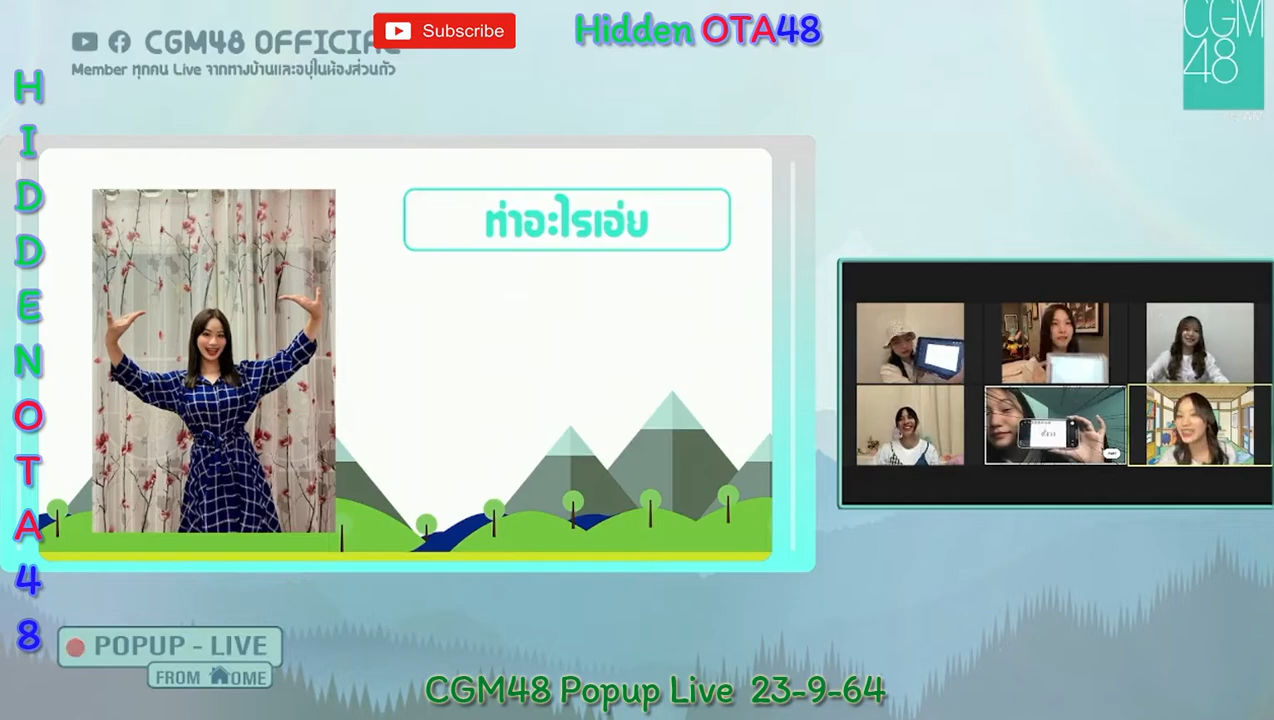 CGM48 OFFICIAL
Subscribe
Hidden OTA48
CGM
48
Member ทุกคน Live จากทางบ้านและอยู่ในห้องส่วนตัว
HIDDENOTA48
ท่าอะไรเอ่ย
POPUP - LIVE
FROM HOME
CGM48 Popup Live 23-9-64